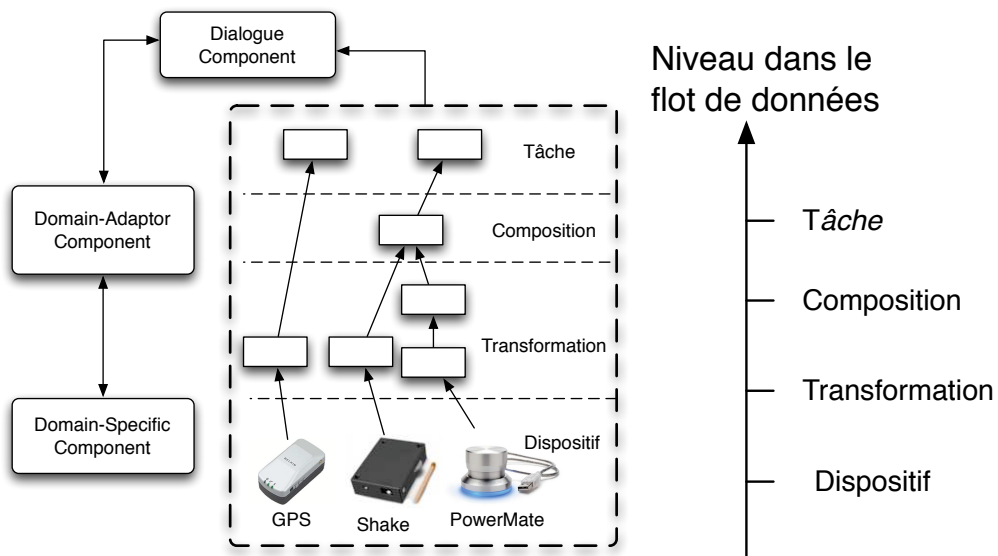 Dialogue
Component
Niveau dans le
flot de données
Tâche
Domain-Adaptor
Component
Composition
Transformation
Domain-Specific
Component
Dispositif
GPS
Shake
PowerMate
Tâche
Composition
Transformation
Dispositif